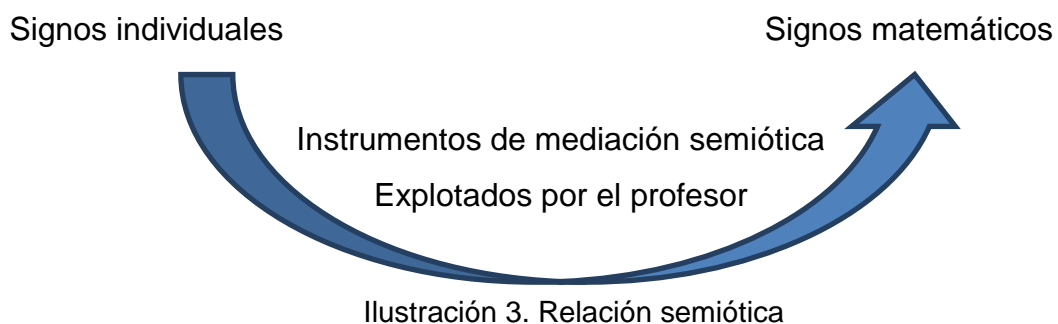 Signos individuales
Signos matemáticos
Instrumentos de mediación semiótica
Explotados por el profesor
Ilustración 3. Relación semiótica